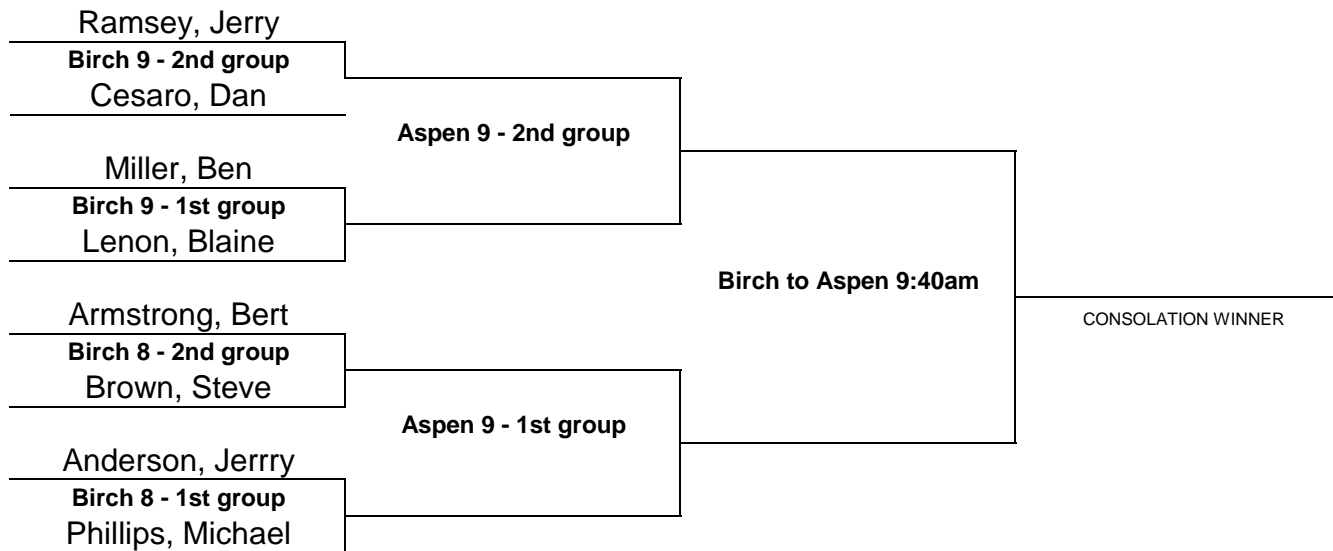 Ramsey, Jerry
Birch 9 - 2nd group
Cesaro, Dan
Aspen 9 - 2nd group
Miller, Ben
Birch 9 - 1st group
Lenon, Blaine
Birch to Aspen 9:40am
Armstrong, Bert
CONSOLATION WINNER
Birch 8 - 2nd group
Brown, Steve
Aspen 9 - 1st group
Anderson, Jerrry
Birch 8 - 1st group
Phillips, Michael